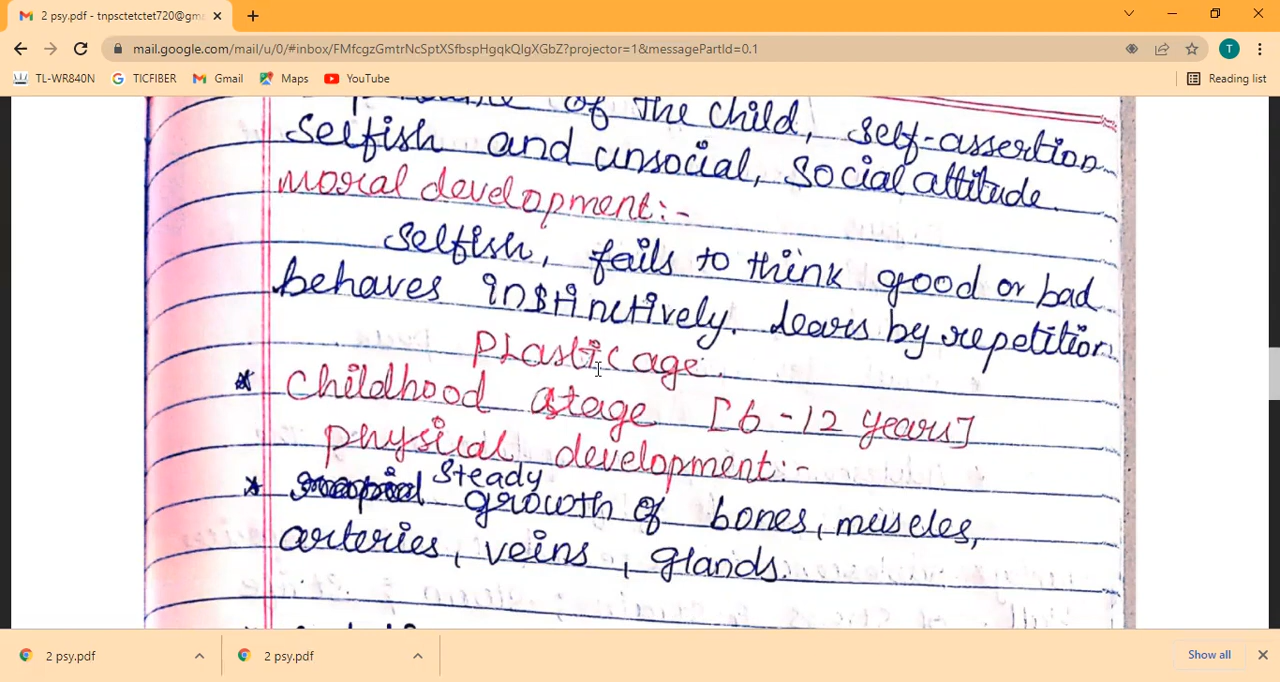 2 psy.pdf - tnpsctetctet720@gm
mail.google.com/mail/u/0/#inbox/FMfcgzGmtrNcSptXSfbspHgqkQlgXGbZ?projector=1&messagePartId=0.1
T
TL-WR840N TICFIBER Gmail Maps YouTube Reading list
of the child, self-assertion
selfish and unsocial, social attitude.
moral development:-
selfish, fails to think good or bad
behaves instinctively. Lears by repetition
Plastic age.
* Childhood stage [6-12 years]
physical development:-
* steady growth of bones, muscles,
arteries, veins, glands.
2 psy.pdf 2 psy.pdf Show all